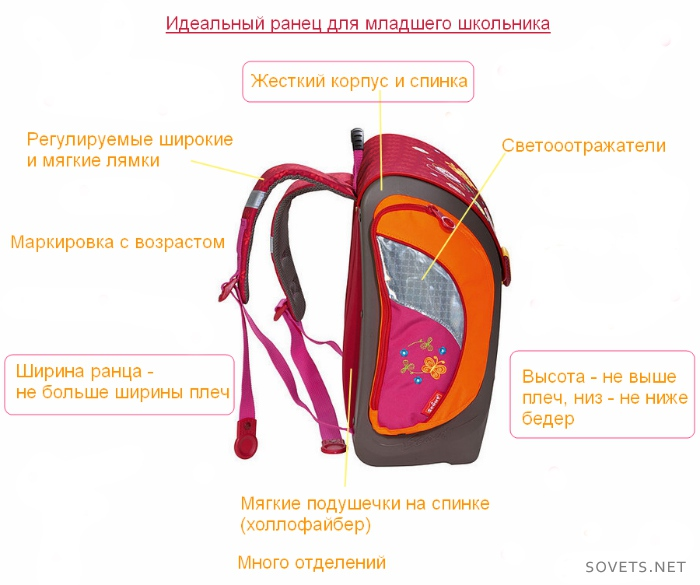 Идеальный ранец для младшего школьника
Жесткий корпус и спинка
Регулируемые широкие
и мягкие лямки
Светооотражатели
Маркировка с возрастом
Ширина ранца -
не больше ширины плеч
Высота - не выше
плеч, низ - не ниже
бедер
Мягкие подушечки на спинке
(холлофайбер)
Много отделений
SOVETS.NET